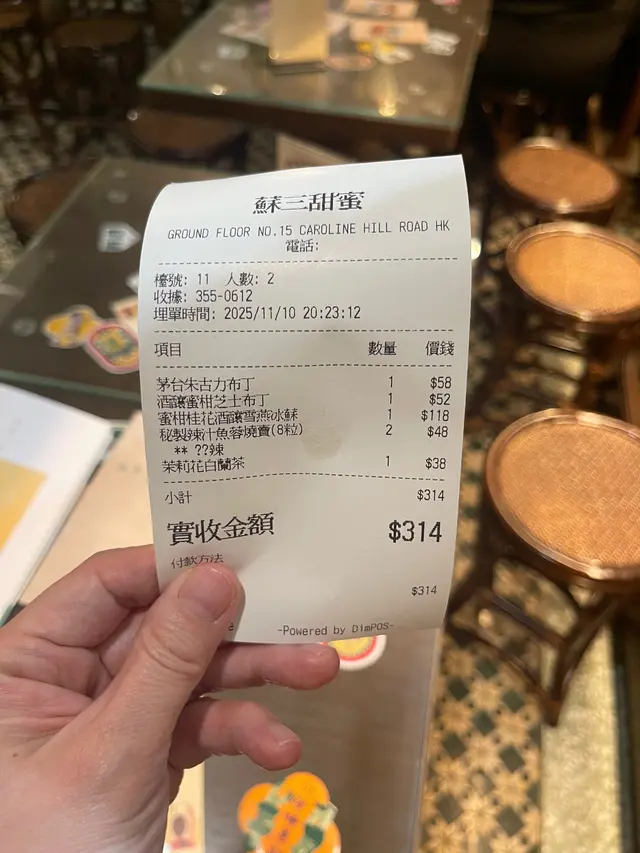 蘇三甜蜜
GROUND FLOOR NO.15 CAROLINE HILL ROAD HK
電話:
檯號: 11 人數: 2
收據: 355-0612
埋單時間: 2025/11/10 20:23:12
項目 數量 價錢
茅台朱古力布丁 1 $58
酒釀蜜柑芝士布丁 1 $52
蜜柑桂花酒釀雪燕冰酥 1 $118
秘製辣汁魚蓉燒賣(8粒) 2 $48
** ??辣
茉莉花白蘭茶 1 $38
小計 $314
實收金額 $314
付款方法
$314
-Powered by DimPOS-